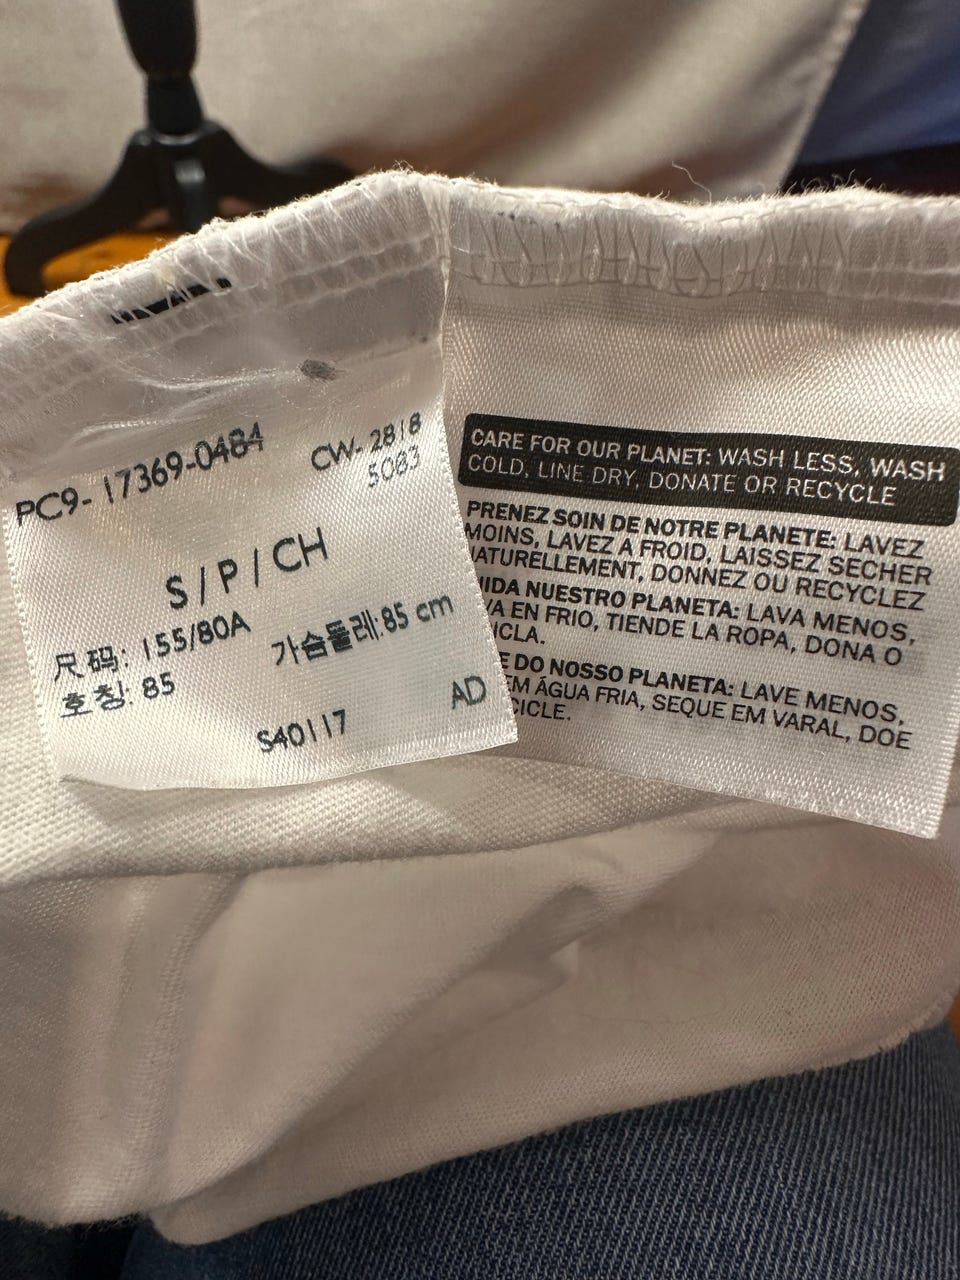 PC9-17369-0484
CW-2818
5083
S / P / CH
尺码: 155/80A
가슴둘레:85 cm
호칭: 85
S40117
AD
CARE FOR OUR PLANET: WASH LESS, WASH
COLD, LINE DRY, DONATE OR RECYCLE
PRENEZ SOIN DE NOTRE PLANETE: LAVEZ
MOINS, LAVEZ A FROID, LAISSEZ SECHER
NATURELLEMENT, DONNEZ OU RECYCLEZ
NUESTRO PLANETA: LAVA MENOS,
EN FRIO, TIENDE LA ROPA, DONA O
DO NOSSO PLANETA: LAVE MENOS,
EM ÁGUA FRIA, SEQUE EM VARAL, DOE